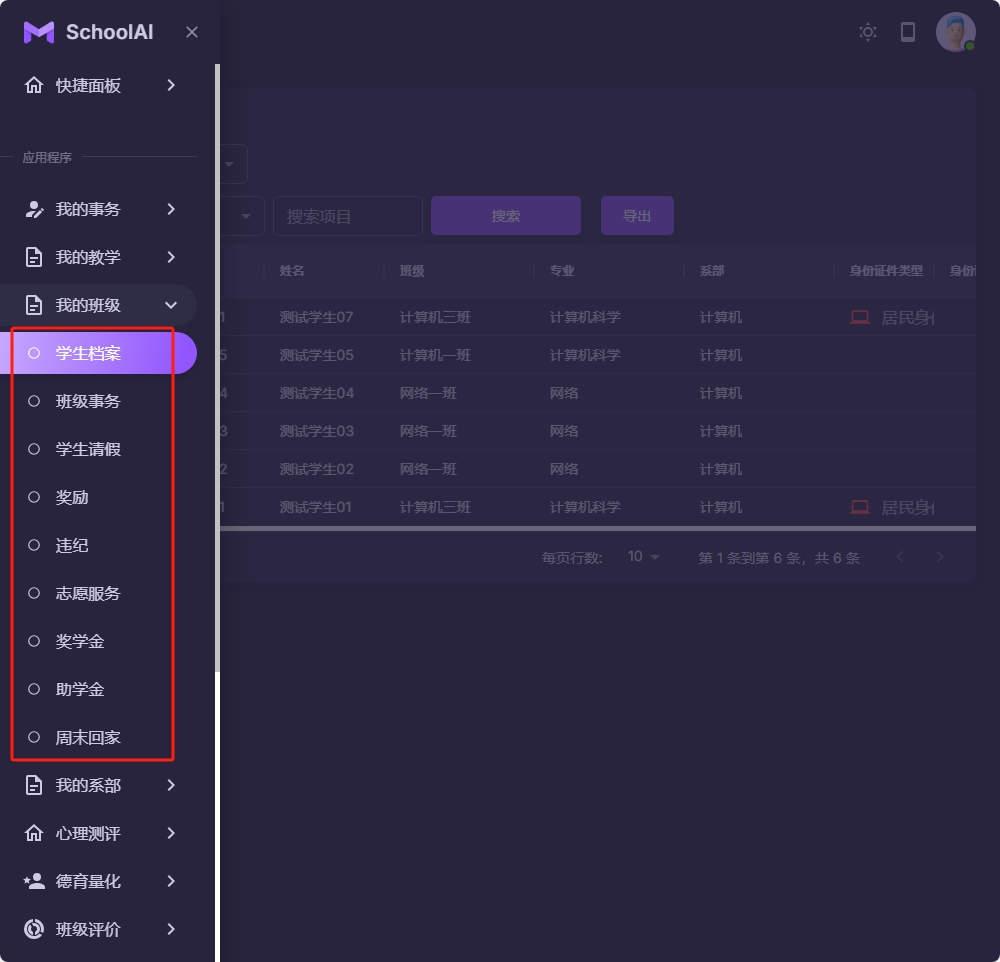 SchoolAI
快捷面板
应用程序
我的事务
我的教学
我的班级
学生档案
班级事务
学生请假
奖励
违纪
志愿服务
奖学金
助学金
周末回家
我的系部
心理测评
德育量化
班级评价
搜索项目 搜索 导出
姓名 班级 专业 系部 身份证件类型
1 测试学生07 计算机三班 计算机科学 计算机
5 测试学生05 计算机一班 计算机科学 计算机
4 测试学生04 网络一班 网络 计算机
3 测试学生03 网络一班 网络 计算机
2 测试学生02 网络一班 网络 计算机
1 测试学生01 计算机三班 计算机科学 计算机
每页行数: 10 第 1 条到第 6 条，共 6 条